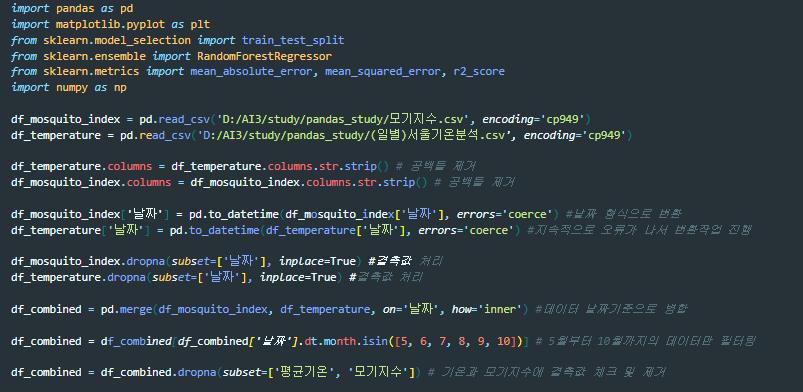 import pandas as pd
import matplotlib.pyplot as plt
from sklearn.model_selection import train_test_split
from sklearn.ensemble import RandomForestRegressor
from sklearn.metrics import mean_absolute_error, mean_squared_error, r2_score
import numpy as np
df_mosquito_index = pd.read_csv('D:/AI3/study/pandas_study/모기지수.csv', encoding='cp949')
df_temperature = pd.read_csv('D:/AI3/study/pandas_study/(일별)서울기온분석.csv', encoding='cp949')
df_temperature.columns = df_temperature.columns.str.strip() # 공백들 제거
df_mosquito_index.columns = df_mosquito_index.columns.str.strip() # 공백들 제거
df_mosquito_index['날짜'] = pd.to_datetime(df_mosquito_index['날짜'], errors='coerce') #날짜 형식으로 변환
df_temperature['날짜'] = pd.to_datetime(df_temperature['날짜'], errors='coerce') #지속적으로 오류가 나서 변환작업 진행
df_mosquito_index.dropna(subset=['날짜'], inplace=True) #결측값 처리
df_temperature.dropna(subset=['날짜'], inplace=True) #결측값 처리
df_combined = pd.merge(df_mosquito_index, df_temperature, on='날짜', how='inner') #데이터 날짜기준으로 병합
df_combined = df_combined[df_combined['날짜'].dt.month.isin([5, 6, 7, 8, 9, 10])] # 5월부터 10월까지의 데이터만 필터링
df_combined = df_combined.dropna(subset=['평균기온', '모기지수']) # 기온과 모기지수에 결측값 체크 및 제거